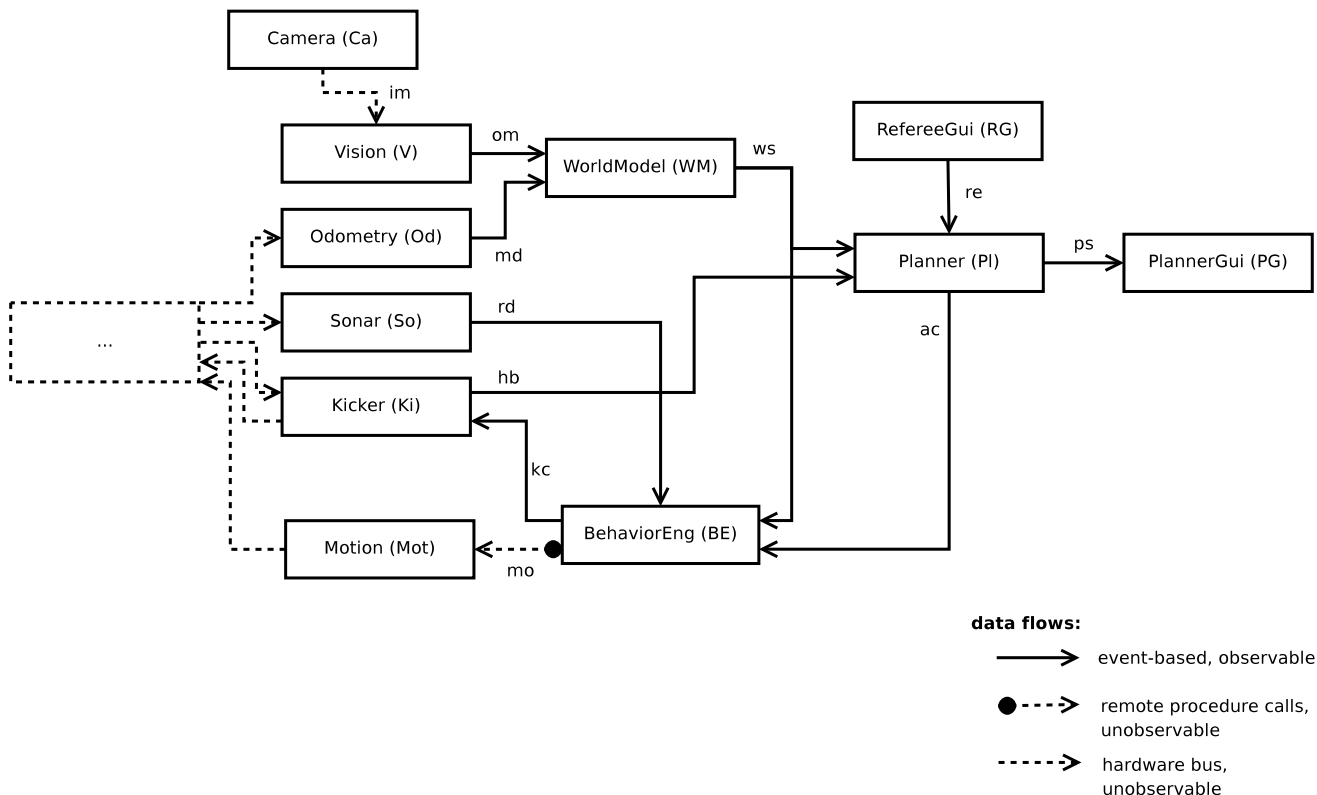 Camera (Ca)
im
RefereeGui (RG)
Vision (V)
om
WorldModel (WM)
ws
re
Odometry (Od)
md
Planner (Pl)
ps
PlannerGui (PG)
...
Sonar (So)
rd
ac
Kicker (Ki)
hb
kc
Motion (Mot)
mo
BehaviorEng (BE)
data flows:
event-based, observable
remote procedure calls,
unobservable
hardware bus,
unobservable